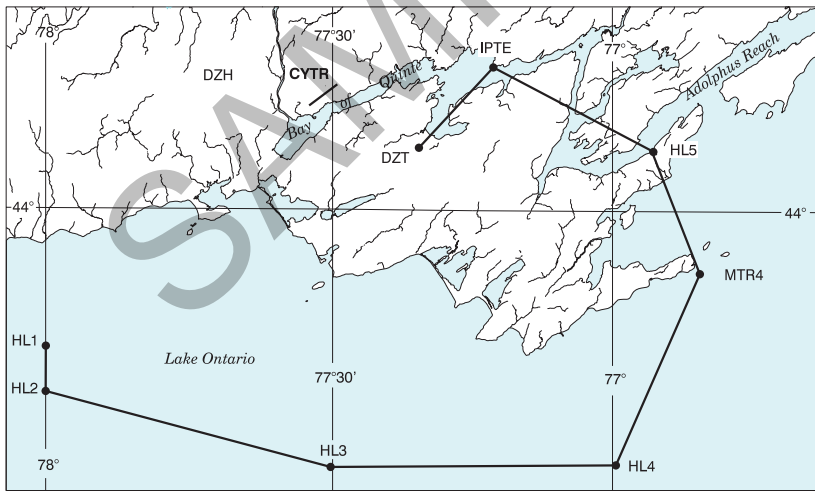 78°
77°30'
IPTE
77°
DZH
CYTR
Bay of Quinte
Adolphus Reach
DZT
HL5
44°
44°
MTR4
HL1
Lake Ontario
HL2
77°30'
77°
HL3
HL4
78°
SAM